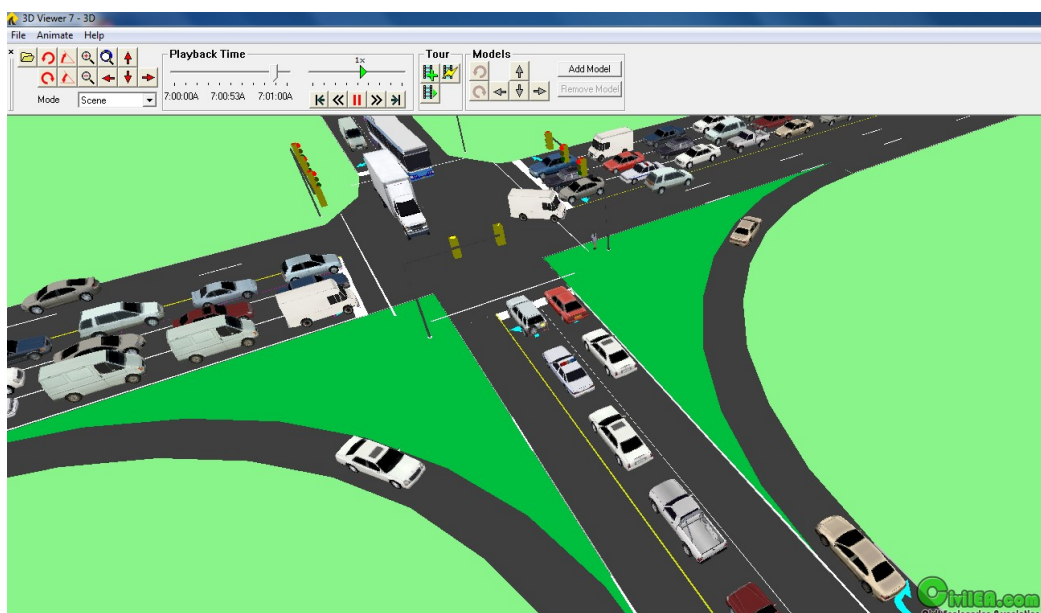 3D Viewer 7 - 3D
File Animate Help
Playback Time
1x
Tour
Models
Add Model
Remove Model
Mode
Scene
7:00:00A
7:00:53A
7:01:00A
CivilEA.com